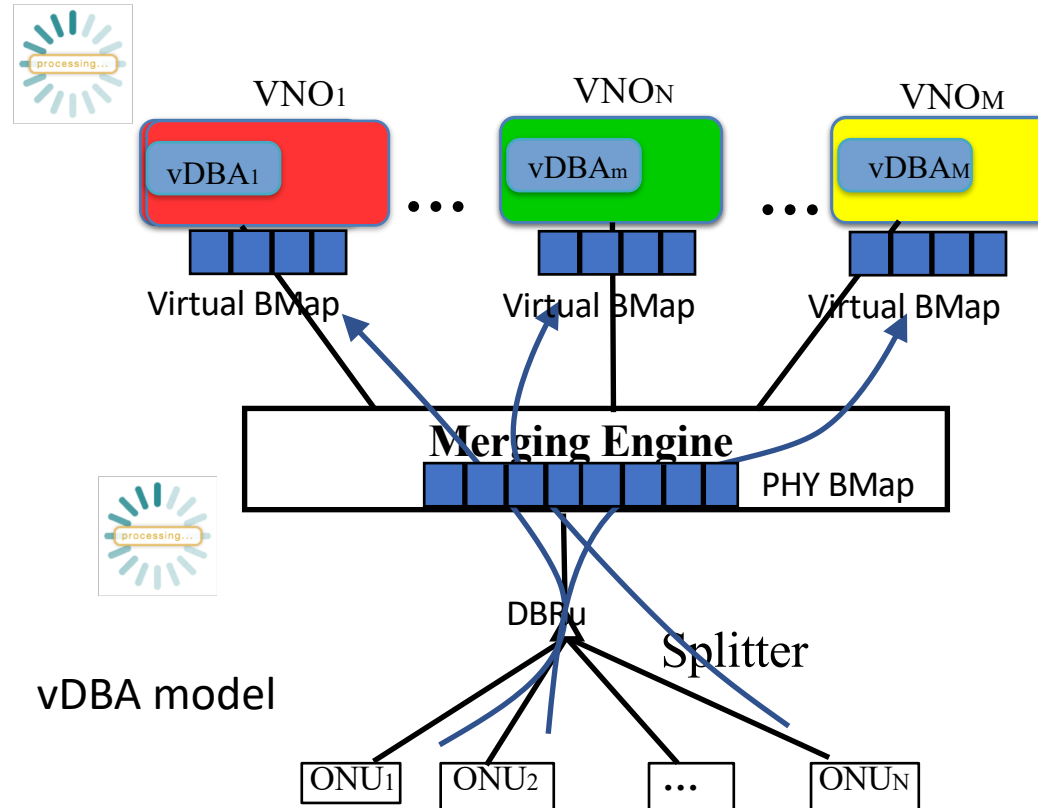 processing...
VNO1
VNON
VNOM
vDBA1
vDBAm
vDBAM
...
...
Virtual BMap
Virtual BMap
Virtual BMap
Merging Engine
PHY BMap
processing...
DBRu
Splitter
vDBA model
ONU1
ONU2
...
ONUN